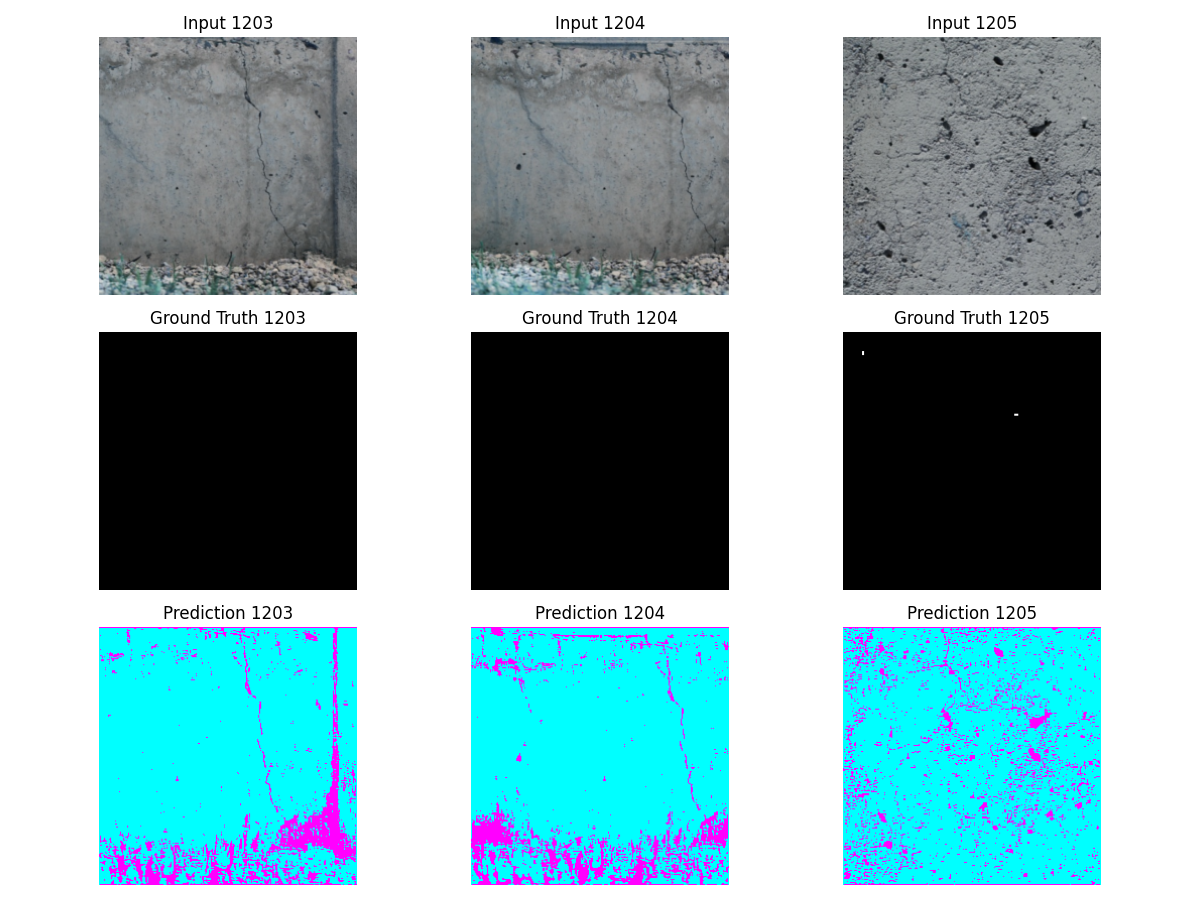 Input 1203
Input 1204
Input 1205
Ground Truth 1203
Ground Truth 1204
Ground Truth 1205
Prediction 1203
Prediction 1204
Prediction 1205